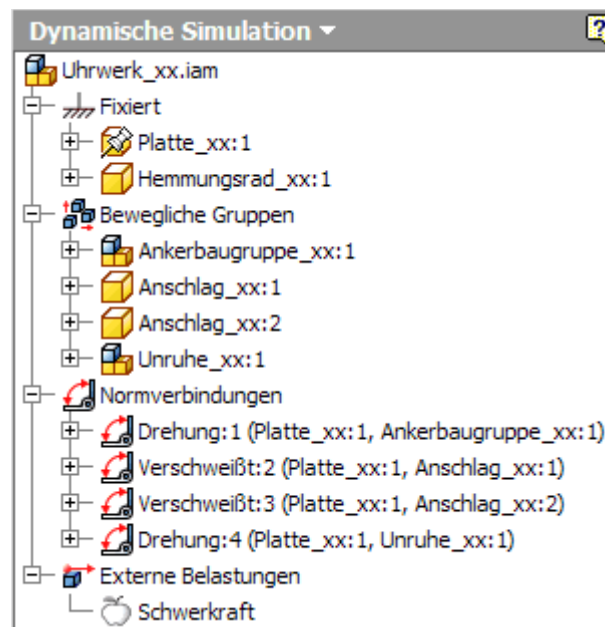 Dynamische Simulation
?
Uhrwerk_xx.iam
Fixiert
Platte_xx:1
Hemmungsrad_xx:1
Bewegliche Gruppen
Ankerbaugruppe_xx:1
Anschlag_xx:1
Anschlag_xx:2
Unruhe_xx:1
Normverbindungen
Drehung:1 (Platte_xx:1, Ankerbaugruppe_xx:1)
Verschweißt:2 (Platte_xx:1, Anschlag_xx:1)
Verschweißt:3 (Platte_xx:1, Anschlag_xx:2)
Drehung:4 (Platte_xx:1, Unruhe_xx:1)
Externe Belastungen
Schwerkraft